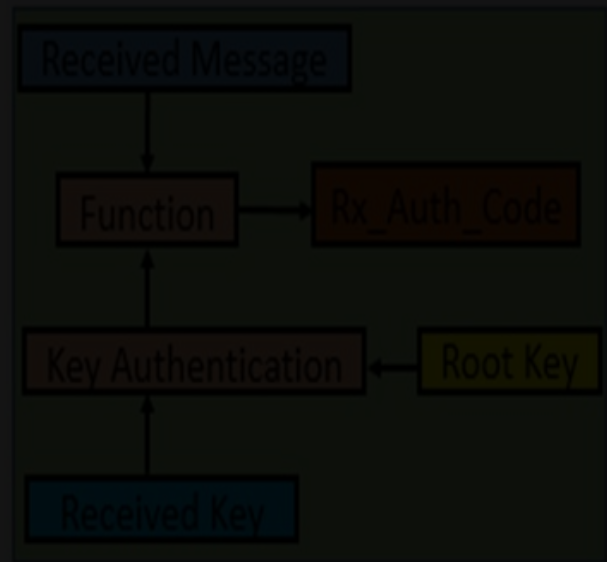 Received Message
Function
Rx_Auth_Code
Key Authentication
Root Key
Received Key